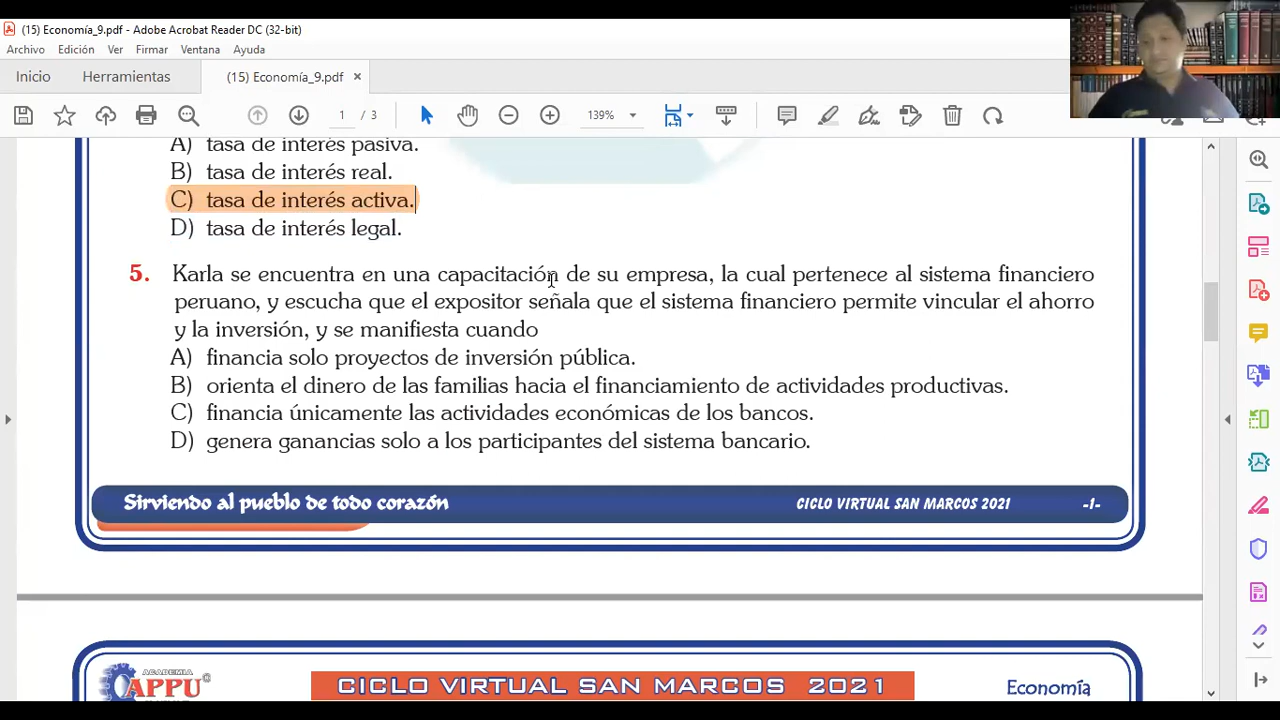 (15) Economía_9.pdf - Adobe Acrobat Reader DC (32-bit)
Archivo Edición Ver Firmar Ventana Ayuda
Inicio Herramientas (15) Economía_9.pdf ×
1 / 3 139%
A) tasa de interés pasiva.
B) tasa de interés real.
C) tasa de interés activa.
D) tasa de interés legal.
5. Karla se encuentra en una capacitación de su empresa, la cual pertenece al sistema financiero
peruano, y escucha que el expositor señala que el sistema financiero permite vincular el ahorro
y la inversión, y se manifiesta cuando
A) financia solo proyectos de inversión pública.
B) orienta el dinero de las familias hacia el financiamiento de actividades productivas.
C) financia únicamente las actividades económicas de los bancos.
D) genera ganancias solo a los participantes del sistema bancario.
Sirviendo al pueblo de todo corazón CICLO VIRTUAL SAN MARCOS 2021 -1-
ACADEMIA
APPU®
CICLO VIRTUAL SAN MARCOS 2021
Economía